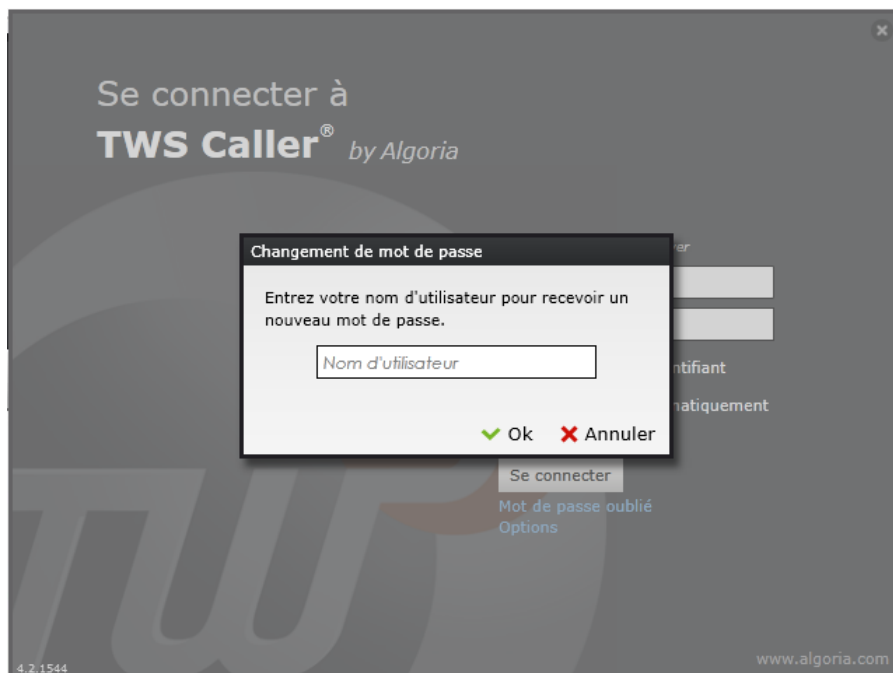 Se connecter à
TWS Caller® by Algoria
Changement de mot de passe
Entrez votre nom d'utilisateur pour recevoir un
nouveau mot de passe.
Nom d'utilisateur
Ok Annuler
matiquement
Se connecter
Mot de passe oublié
Options
4.2.1544
www.algoria.com
TW